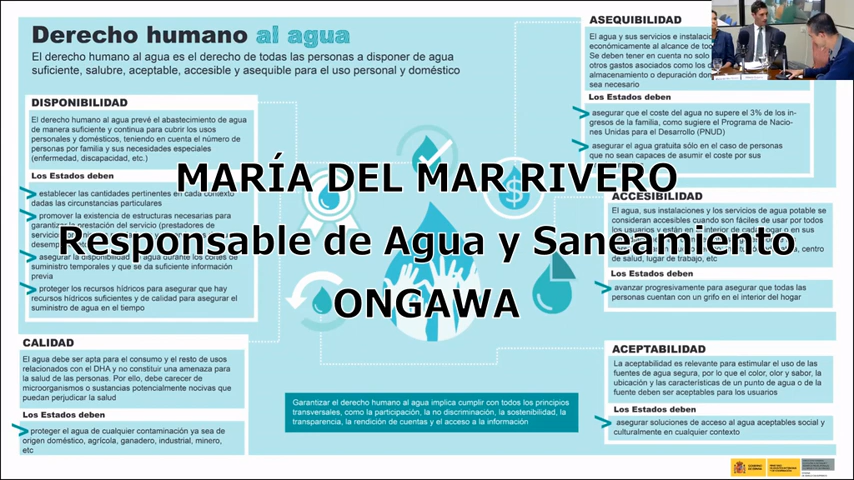 Derecho humano al agua
El derecho humano al agua es el derecho de todas las personas a disponer de agua
suficiente, salubre, aceptable, accesible y asequible para el uso personal y doméstico
DISPONIBILIDAD
El derecho humano al agua prevé el abastecimiento de agua
de manera suficiente y continua para cubrir los usos
personales y domésticos, teniendo en cuenta el número de
personas por familia y sus necesidades especiales
(enfermedad, discapacidad, etc.)
Los Estados deben
establecer las cantidades pertinentes en cada contexto
dadas las circunstancias particulares
promover la existencia de estructuras necesarias para
garantizar la prestación del servicio (prestadores de
asegurar la disponibilidad de agua durante los cortes de
suministro temporales y que se da suficiente información
previa
proteger los recursos hídricos para asegurar que hay
recursos hídricos suficientes y de calidad para asegurar el
suministro de agua en el tiempo
CALIDAD
El agua debe ser apta para el consumo y el resto de usos
relacionados con el DHA y no constituir una amenaza para
la salud de las personas. Por ello, debe carecer de
microorganismos o sustancias potencialmente nocivas que
puedan perjudicar la salud
Los Estados deben
proteger el agua de cualquier contaminación ya sea de
origen doméstico, agrícola, ganadero, industrial, minero,
etc
MARÍA DEL MAR RIVERO
Responsable de Agua y Saneamiento
ONGAWA
Garantizar el derecho humano al agua implica cumplir con todos los principios
transversales, como la participación, la no discriminación, la sostenibilidad, la
transparencia, la rendición de cuentas y el acceso a la información
ASEQUIBILIDAD
El agua y sus servicios e instalacio
económicamente al alcance de to
Se deben tener en cuenta no solo
otros gastos asociados como los d
almacenamiento o depuración don
sea necesario
Los Estados deben
asegurar que el coste del agua no supere el 3% de los in-
gresos de la familia, como sugiere el Programa de Nacio-
nes Unidas para el Desarrollo (PNUD)
asegurar el agua gratuita sólo en el caso de personas
que no sean capaces de asumir el coste por sus
ACCESIBILIDAD
El agua, sus instalaciones y los servicios de agua potable se
consideran accesibles cuando son fáciles de usar por todos
de salud, lugar de trabajo, etc
Los Estados deben
avanzar progresivamente para asegurar que todas las
personas cuentan con un grifo en el interior del hogar
ACEPTABILIDAD
La aceptabilidad es relevante para estimular el uso de las
fuentes de agua segura, por lo que el color, olor y sabor, la
ubicación y las características de un punto de agua o de la
fuente deben ser aceptables para los usuarios
Los Estados deben
asegurar soluciones de acceso al agua aceptables social y
culturalmente en cualquier contexto